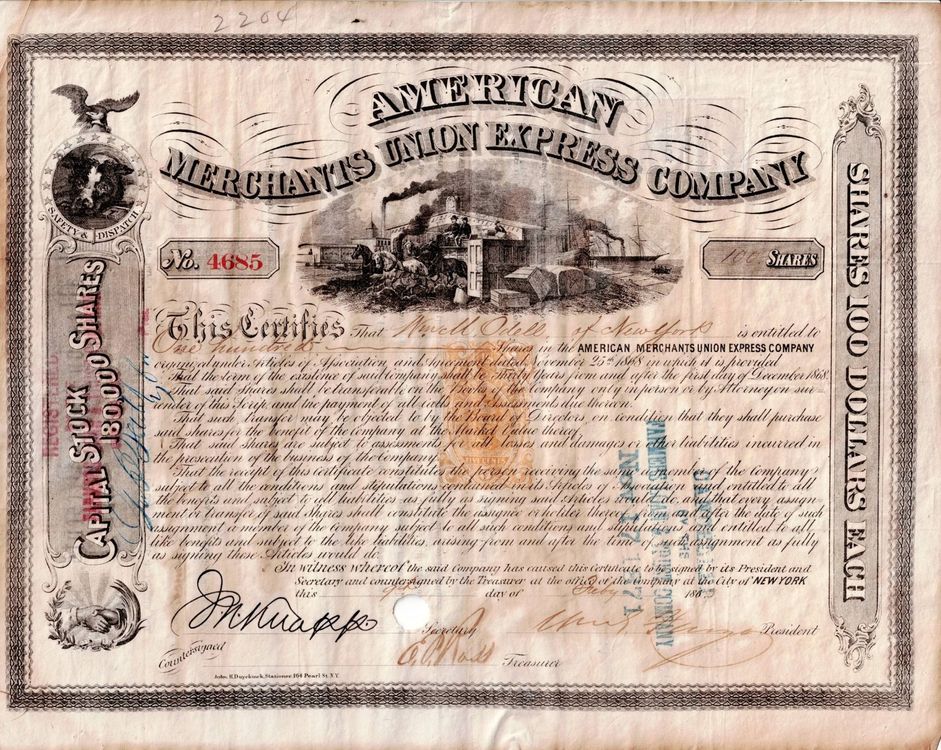 2204
AMERICAN
MERCHANTS UNION EXPRESS COMPANY
SAFETY & DISPATCH
No. 4685
100 SHARES
CAPITAL STOCK 180.000 SHARES
SHARES 100 DOLLARS EACH
This Certifies That Odell of New York is entitled to
One hundred Shares in the AMERICAN MERCHANTS UNION EXPRESS COMPANY
organized under Articles of Association and Agreement dated November 25th 1868 in which it is provided
That the term of the existence of said Company shall be from and after the first day of December 1868.
That said shares shall be transferable on the books of the Company only in person or by Attorney on sur-
render of this Scrip and the payment of all calls and assessments due thereon.
That such transfer may be objected to by the Board of Directors on condition that they shall purchase
said shares for the benefit of the company at the Market value thereof.
That said shares are subject to assessment for all losses and damages or other liabilities incurred in
the prosecution of the business of the Company.
That the receipt of this Certificate constitutes the person receiving the same a member of the Company
subject to all the conditions and stipulations of said Articles of Association and entitled to all
the benefits and subject to all liabilities as fully as signing said Articles would do, and that every assign-
ment or transfer of said Shares shall constitute the assignee or holder thereof from and after the date of such
assignment a member of the company subject to all such conditions and stipulations and entitled to all
like benefits and subject to the like liabilities, arising from and after the time of such assignment as fully
as signing these Articles would do.
In witness whereof the said company has caused this Certificate to be signed by its President and
Secretary and countersigned by the Treasurer at the office of the Company at the City of NEW YORK
this day of Feby 186
J N Knapp Secretary President
Countersigned Treasurer
John. E. Duyckinck, Stationer, 164 Pearl St. N.Y.
CANCELLED
BY THE
AMERICAN
NOV 17 1871